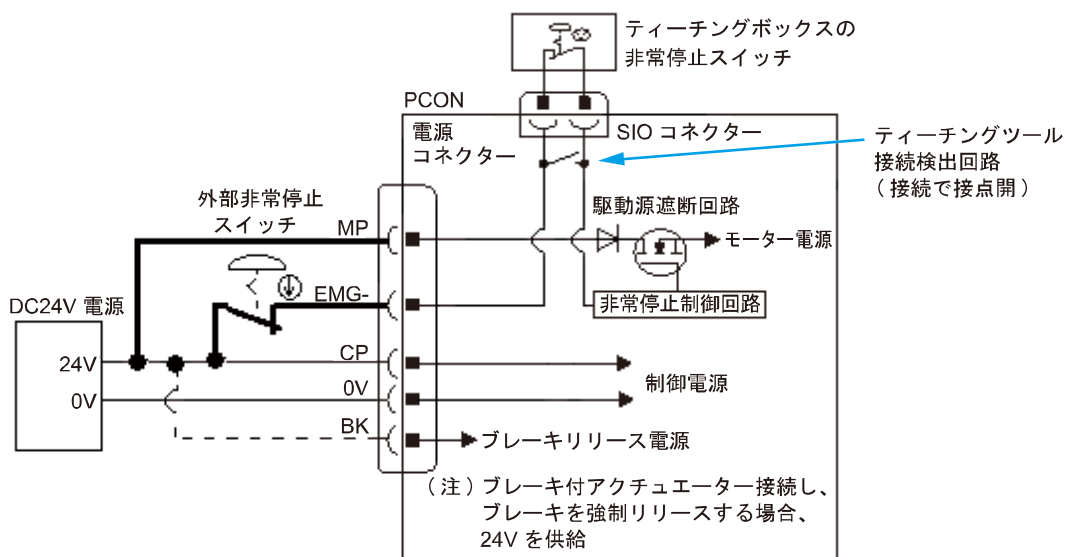 ティーチングボックスの
非常停止スイッチ
PCON
電源
コネクター
SIO コネクター
ティーチングツール
接続検出回路
(接続で接点開)
外部非常停止
スイッチ
MP
駆動源遮断回路
モーター電源
EMG-
非常停止制御回路
DC24V 電源
24V
CP
制御電源
0V
0V
BK
ブレーキリリース電源
(注)ブレーキ付アクチュエーター接続し、
ブレーキを強制リリースする場合、
24V を供給